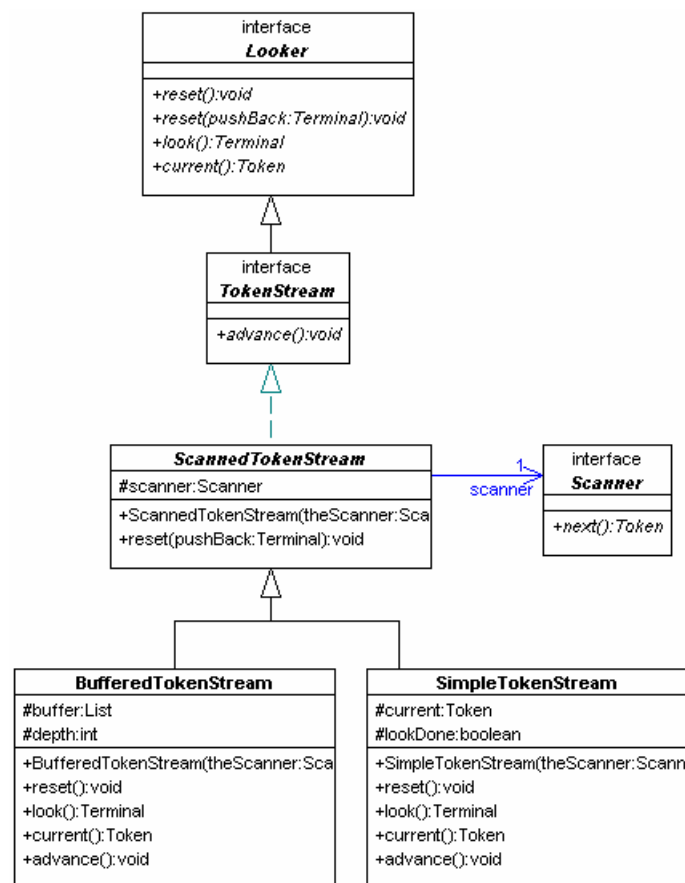 interface
Looker
+reset():void
+reset(pushBack:Terminal):void
+look():Terminal
+current():Token
interface
TokenStream
+advance():void
ScannedTokenStream
#scanner:Scanner
+ScannedTokenStream(theScanner:Sca
+reset(pushBack:Terminal):void
1
scanner
interface
Scanner
+next():Token
BufferedTokenStream
#buffer:List
#depth:int
+BufferedTokenStream(theScanner:Sca
+reset():void
+look():Terminal
+current():Token
+advance():void
SimpleTokenStream
#current:Token
#lookDone:boolean
+SimpleTokenStream(theScanner:Scann
+reset():void
+look():Terminal
+current():Token
+advance():void